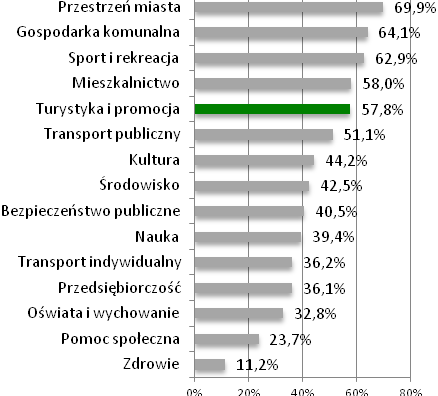 Przestrzeń miasta 69,9%
Gospodarka komunalna 64,1%
Sport i rekreacja 62,9%
Mieszkalnictwo 58,0%
Turystyka i promocja 57,8%
Transport publiczny 51,1%
Kultura 44,2%
Środowisko 42,5%
Bezpieczeństwo publiczne 40,5%
Nauka 39,4%
Transport indywidualny 36,2%
Przedsiębiorczość 36,1%
Oświata i wychowanie 32,8%
Pomoc społeczna 23,7%
Zdrowie 11,2%
0% 20% 40% 60% 80%